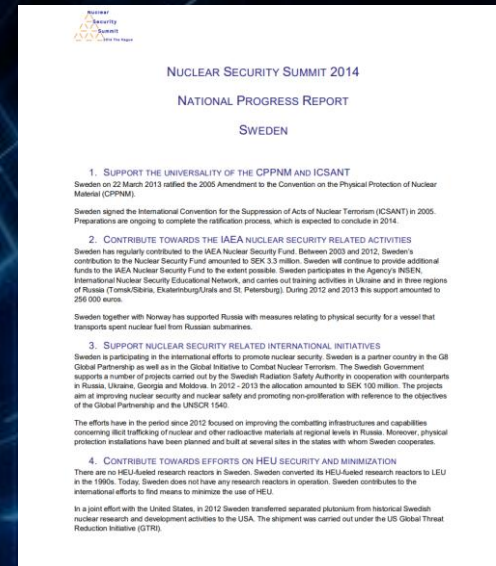 Nuclear
Security
Summit
2014 The Hague
NUCLEAR SECURITY SUMMIT 2014
NATIONAL PROGRESS REPORT
SWEDEN
1. SUPPORT THE UNIVERSALITY OF THE CPPNM AND ICSANT
Sweden on 22 March 2013 ratified the 2005 Amendment to the Convention on the Physical Protection of Nuclear
Material (CPPNM).
Sweden signed the International Convention for the Suppression of Acts of Nuclear Terrorism (ICSANT) in 2005.
Preparations are ongoing to complete the ratification process, which is expected to conclude in 2014.
2. CONTRIBUTE TOWARDS THE IAEA NUCLEAR SECURITY RELATED ACTIVITIES
Sweden has regularly contributed to the IAEA Nuclear Security Fund. Between 2003 and 2012, Sweden's
contribution to the Nuclear Security Fund amounted to SEK 3.3 million. Sweden will continue to provide additional
funds to the IAEA Nuclear Security Fund to the extent possible. Sweden participates in the Agency's INSEN,
International Nuclear Security Educational Network, and carries out training activities in Ukraine and in three regions
of Russia (Tomsk/Sibiria, Ekaterinburg/Urals and St. Petersburg). During 2012 and 2013 this support amounted to
256 000 euros.
Sweden together with Norway has supported Russia with measures relating to physical security for a vessel that
transports spent nuclear fuel from Russian submarines.
3. SUPPORT NUCLEAR SECURITY RELATED INTERNATIONAL INITIATIVES
Sweden is participating in the international efforts to promote nuclear security. Sweden is a partner country in the G8
Global Partnership as well as in the Global Initiative to Combat Nuclear Terrorism. The Swedish Government
supports a number of projects carried out by the Swedish Radiation Safety Authority in cooperation with counterparts
in Russia, Ukraine, Georgia and Moldova. In 2012 - 2013 the allocation amounted to SEK 100 million. The projects
aim at improving nuclear security and nuclear safety and promoting non-proliferation with reference to the objectives
of the Global Partnership and the UNSCR 1540.
The efforts have in the period since 2012 focused on improving the combatting infrastructures and capabilities
concerning illicit trafficking of nuclear and other radioactive materials at regional levels in Russia. Moreover, physical
protection installations have been planned and built at several sites in the states with whom Sweden cooperates.
4. CONTRIBUTE TOWARDS EFFORTS ON HEU SECURITY AND MINIMIZATION
There are no HEU-fueled research reactors in Sweden. Sweden converted its HEU-fueled research reactors to LEU
in the 1990s. Today, Sweden does not have any research reactors in operation. Sweden contributes to the
international efforts to find means to minimize the use of HEU.
In a joint effort with the United States, in 2012 Sweden transferred separated plutonium from historical Swedish
nuclear research and development activities to the USA. The shipment was carried out under the US Global Threat
Reduction Initiative (GTRI).